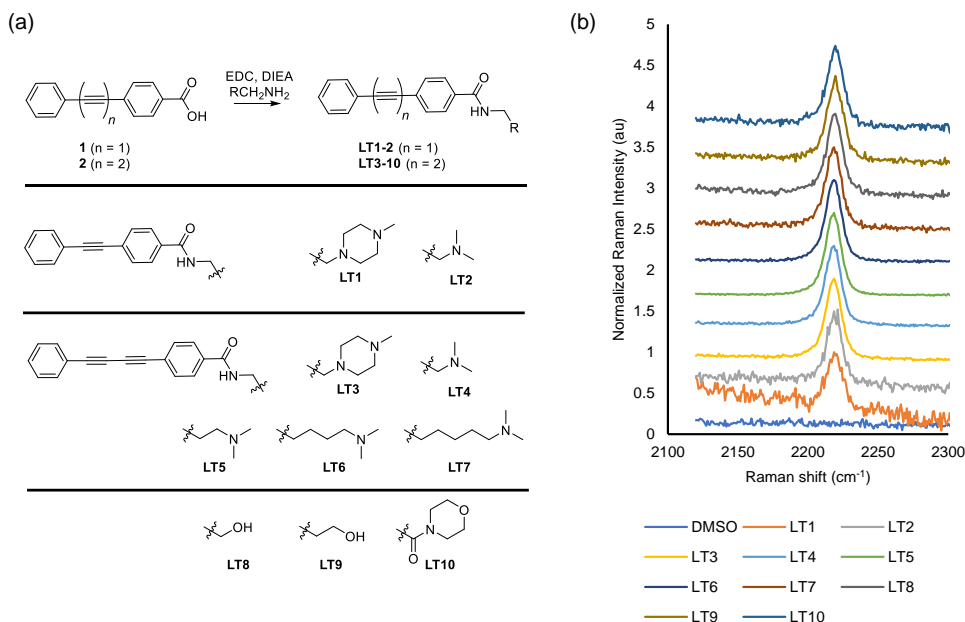 (a)
EDC, DIEA
RCH2NH2
n
O
OH
n
O
NH
R
1 (n = 1)
2 (n = 2)
LT1-2 (n = 1)
LT3-10 (n = 2)
O
HN
N
N
LT1
N
LT2
O
HN
N
N
LT3
N
LT4
N
LT5
N
LT6
N
LT7
OH
LT8
OH
LT9
O
N
O
LT10
(b)
Normalized Raman Intensity (au)
5
4.5
4
3.5
3
2.5
2
1.5
1
0.5
0
2100 2150 2200 2250 2300
Raman shift (cm-1)
DMSO LT1 LT2
LT3 LT4 LT5
LT6 LT7 LT8
LT9 LT10